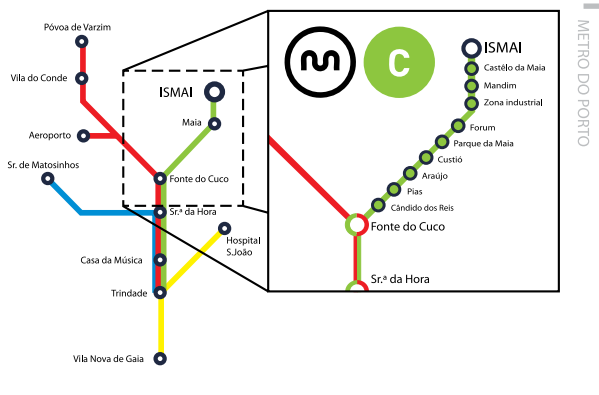 Póvoa de Varzim
Vila do Conde
Aeroporto
Sr. de Matosinhos
ISMAI
Maia
Fonte do Cuco
Sr.ª da Hora
Hospital
S.João
Casa da Música
Trindade
Vila Nova de Gaia
C
ISMAI
Castêlo da Maia
Mandim
Zona industrial
Forum
Parque da Maia
Custió
Araújo
Pias
Cândido dos Reis
Fonte do Cuco
Sr.ª da Hora
METRO DO PORTO